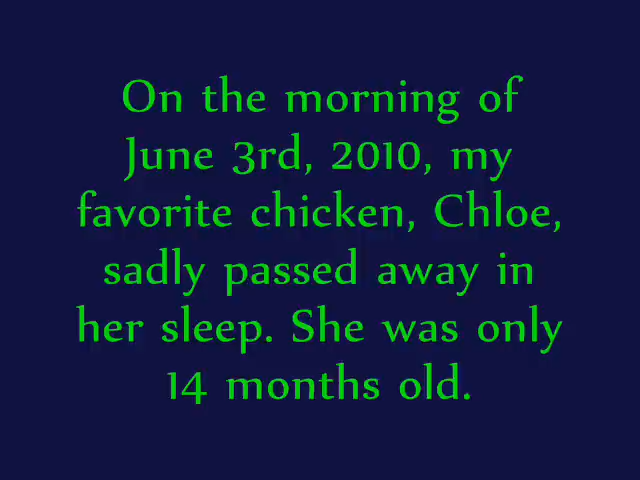 On the morning of
June 3rd, 2010, my
favorite chicken, Chloe,
sadly passed away in
her sleep. She was only
14 months old.